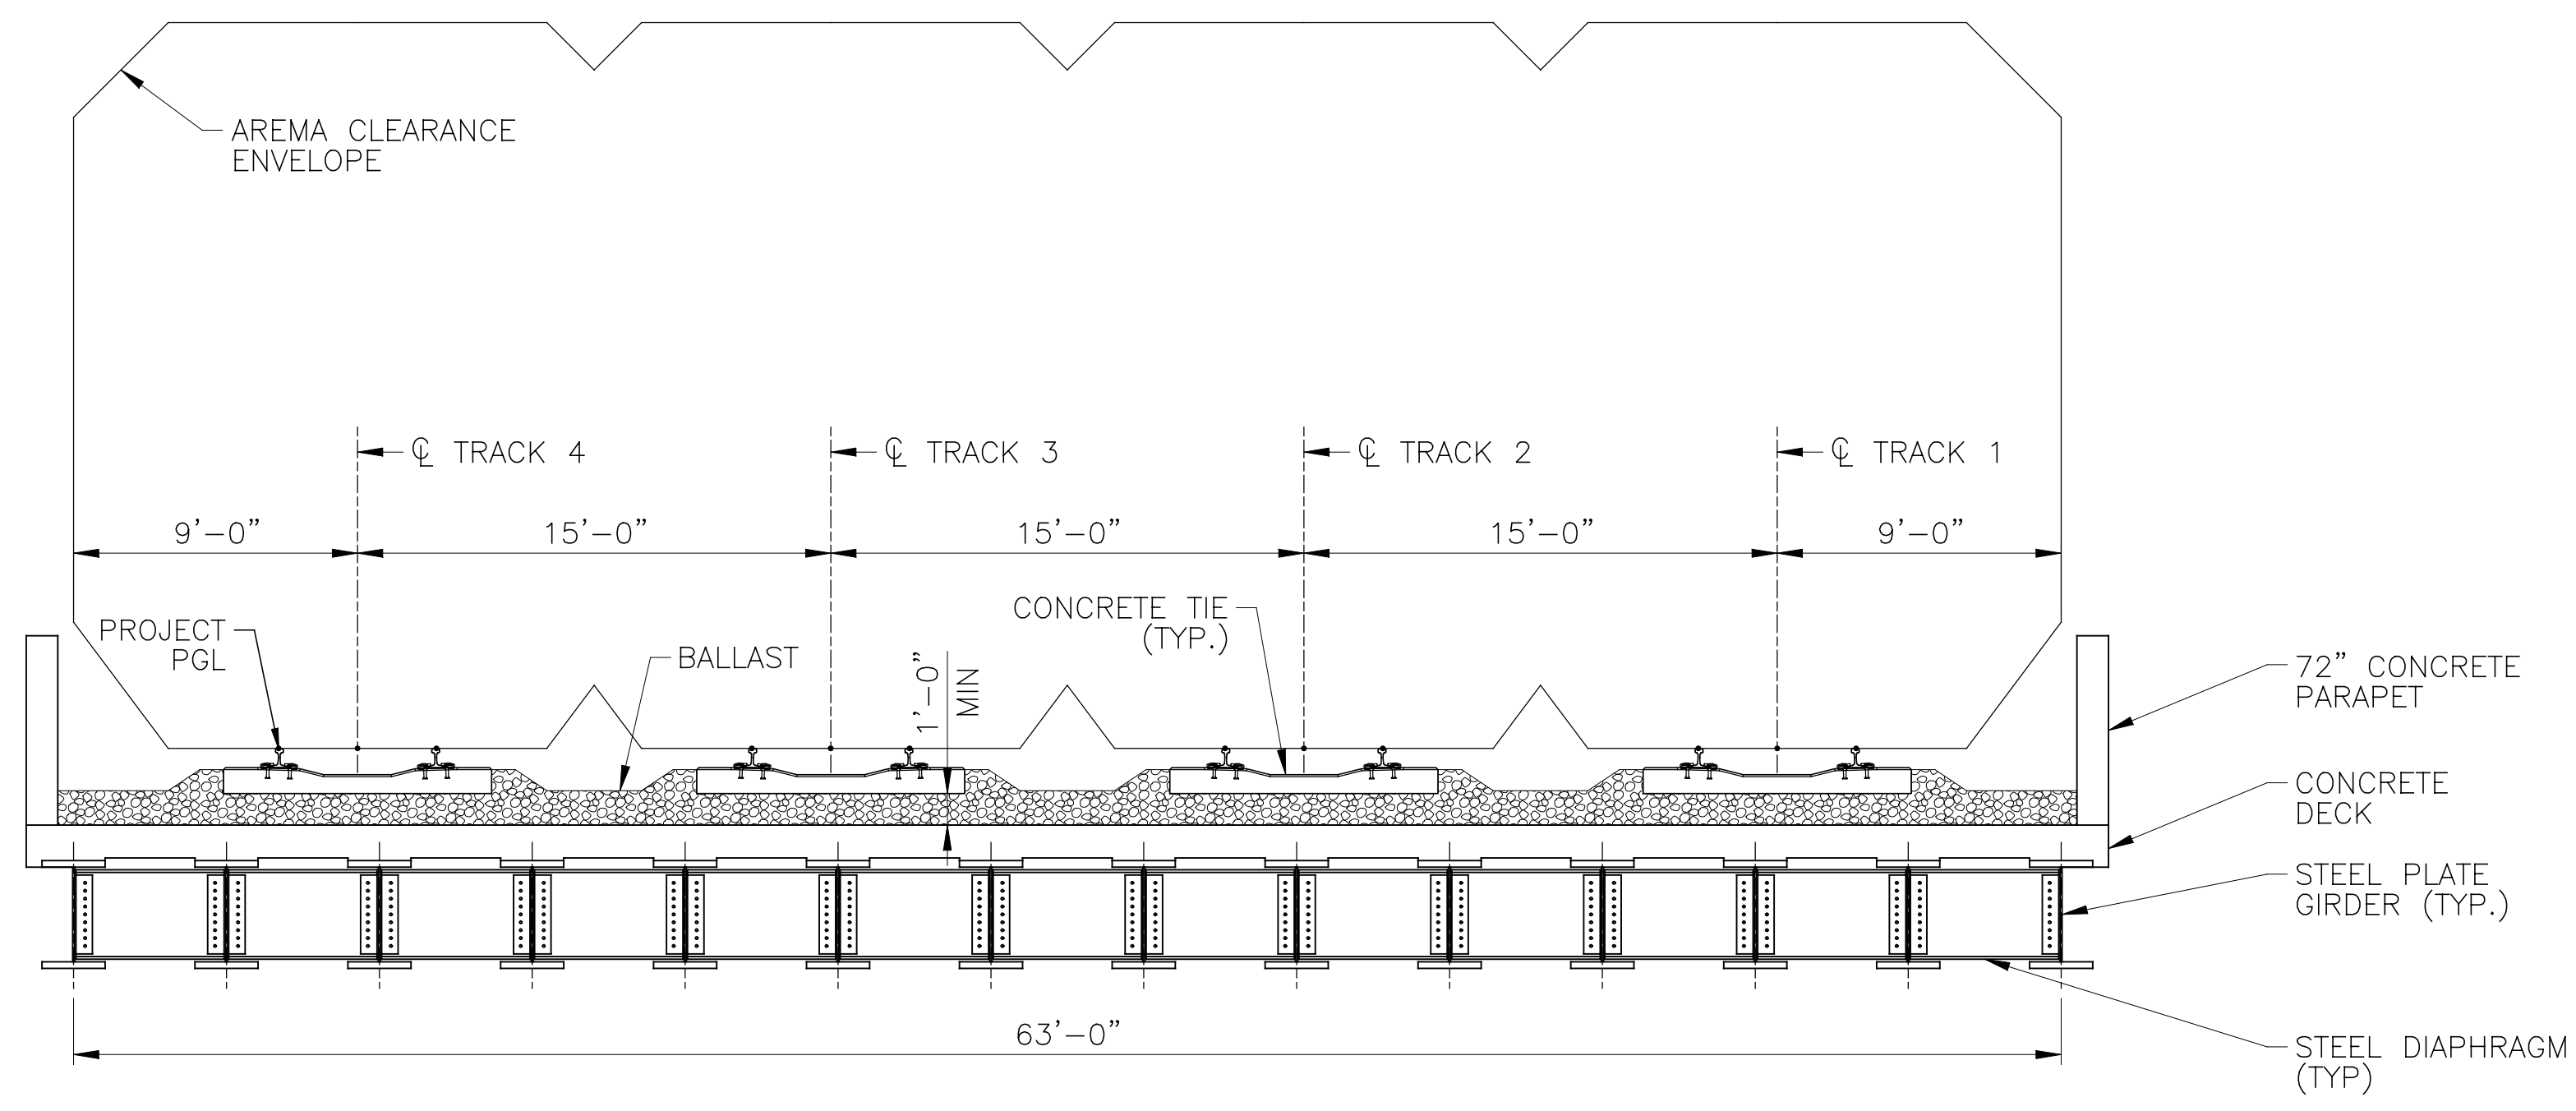 AREMA CLEARANCE
ENVELOPE
℄ TRACK 4
℄ TRACK 3
℄ TRACK 2
℄ TRACK 1
9'-0"
15'-0"
15'-0"
15'-0"
9'-0"
PROJECT
PGL
BALLAST
1'-0"
MIN
CONCRETE TIE
(TYP.)
72" CONCRETE
PARAPET
CONCRETE
DECK
STEEL PLATE
GIRDER (TYP.)
63'-0"
STEEL DIAPHRAGM
(TYP)